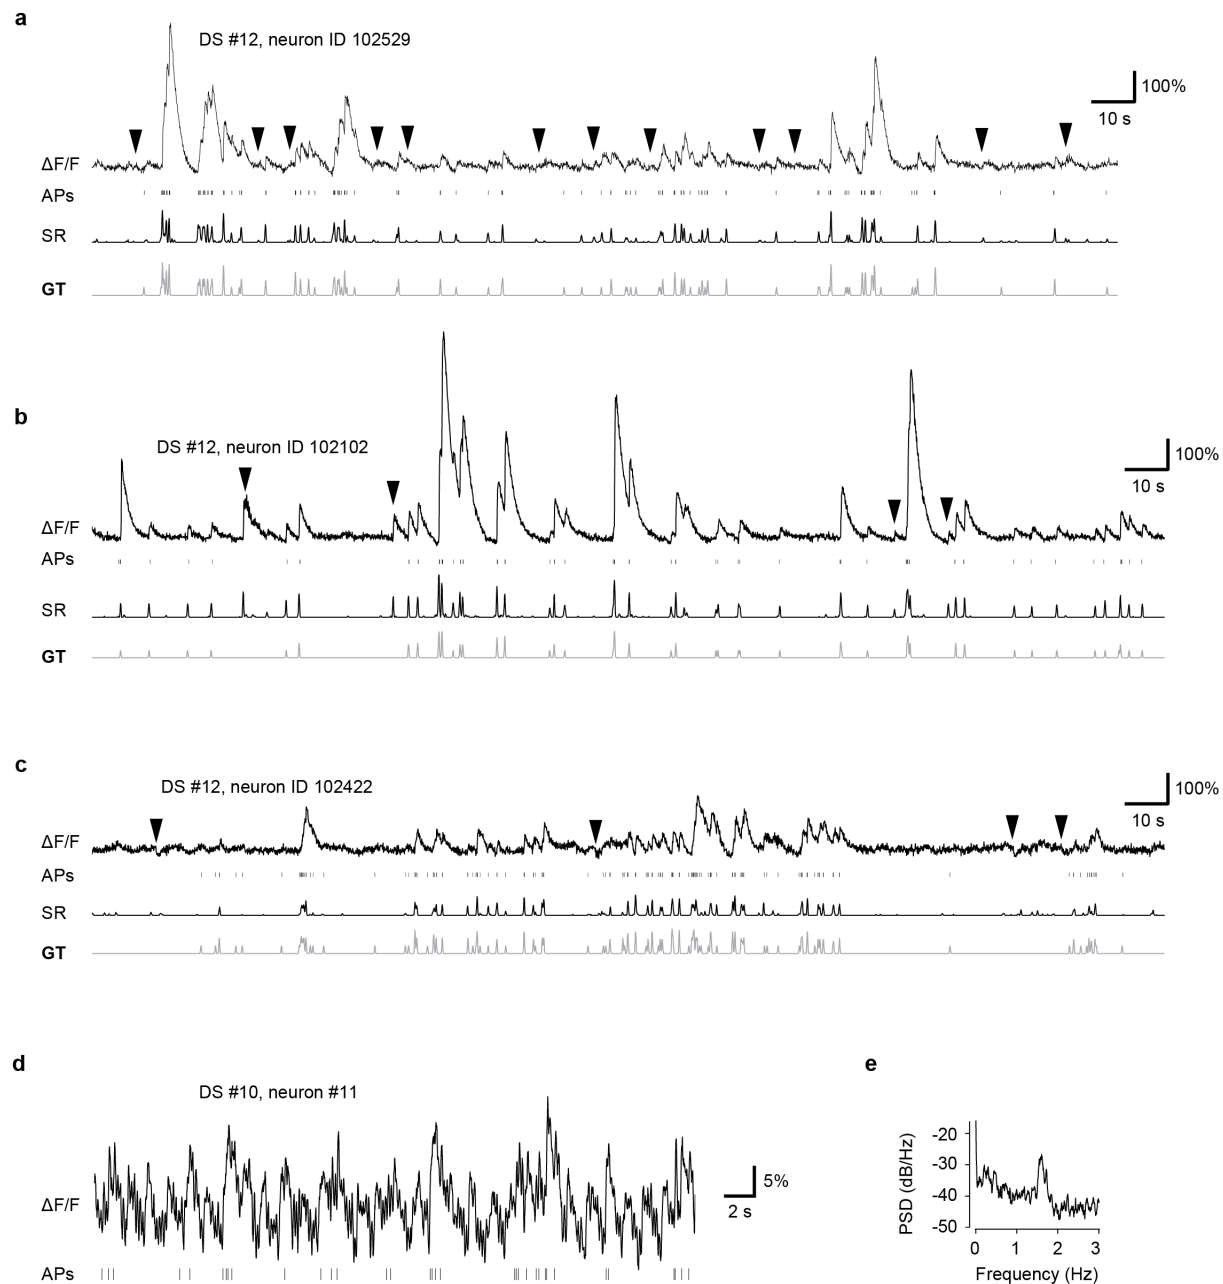 a
DS #12, neuron ID 102529
100%
10 s
ΔF/F
APs
SR
GT
b
DS #12, neuron ID 102102
100%
10 s
ΔF/F
APs
SR
GT
c
DS #12, neuron ID 102422
100%
10 s
ΔF/F
APs
SR
GT
d
DS #10, neuron #11
5%
2 s
ΔF/F
APs
e
PSD (dB/Hz)
-20
-30
-40
-50
0 1 2 3
Frequency (Hz)